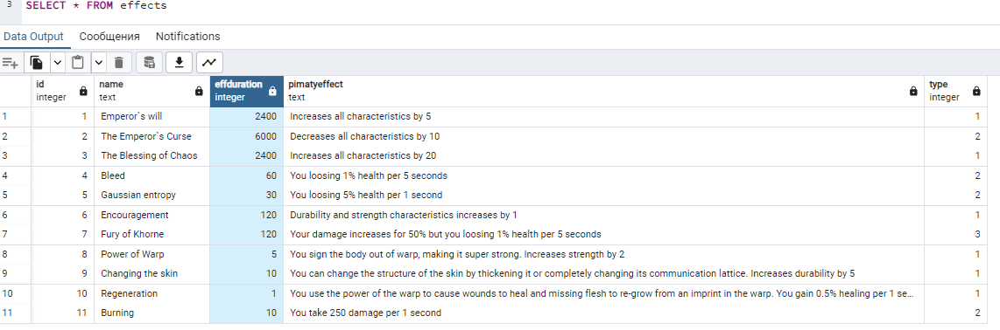 3 SELECT * FROM effects
Data Output Сообщения Notifications
id name effduration pimatyeffect type
integer text integer text integer
1 1 Emperor`s will 2400 Increases all characteristics by 5 1
2 2 The Emperor`s Curse 6000 Decreases all characteristics by 10 2
3 3 The Blessing of Chaos 2400 Increases all characteristics by 20 1
4 4 Bleed 60 You loosing 1% health per 5 seconds 2
5 5 Gaussian entropy 30 You loosing 5% health per 1 second 2
6 6 Encouragement 120 Durability and strength characteristics increases by 1 1
7 7 Fury of Khorne 120 Your damage increases for 50% but you loosing 1% health per 5 seconds 3
8 8 Power of Warp 5 You sign the body out of warp, making it super strong. Increases strength by 2 1
9 9 Changing the skin 10 You can change the structure of the skin by thickening it or completely changing its communication lattice. Increases durability by 5 1
10 10 Regeneration 1 You use the power of the warp to cause wounds to heal and missing flesh to re-grow from an imprint in the warp. You gain 0.5% healing per 1 se... 1
11 11 Burning 10 You take 250 damage per 1 second 2